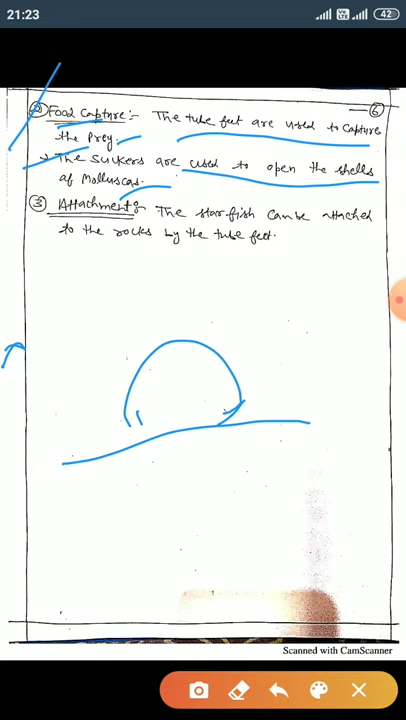 21:23
42
6
② Food Capture:- The tube feet are used to Capture
the Prey.
→ The Suckers are used to open the shells
of Molluscas.
③ Attachment:- The starfish can be attached
to the rocks by the tube feet.
Scanned with CamScanner